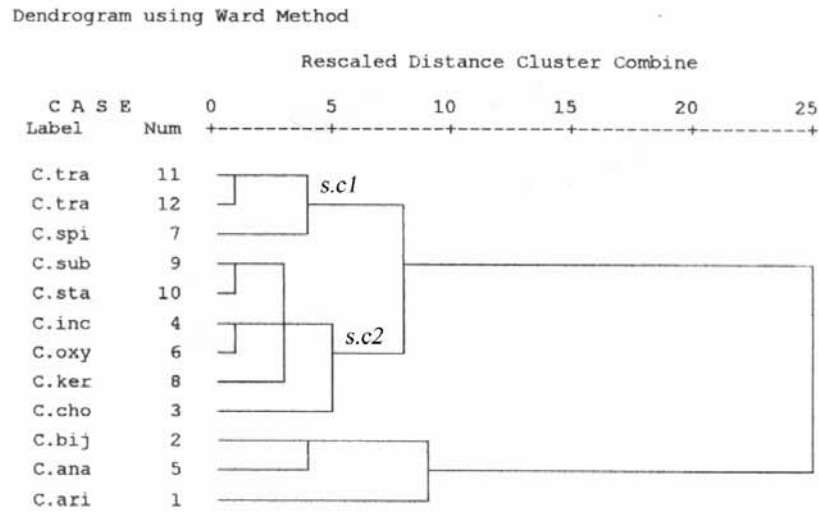 Dendrogram using Ward Method
Rescaled Distance Cluster Combine
C A S E 0 5 10 15 20 25
Label Num +---------+---------+---------+---------+---------+
C.tra 11
s.c1
C.tra 12
C.spi 7
C.sub 9
C.sta 10
C.inc 4
s.c2
C.oxy 6
C.ker 8
C.cho 3
C.bij 2
C.ana 5
C.ari 1